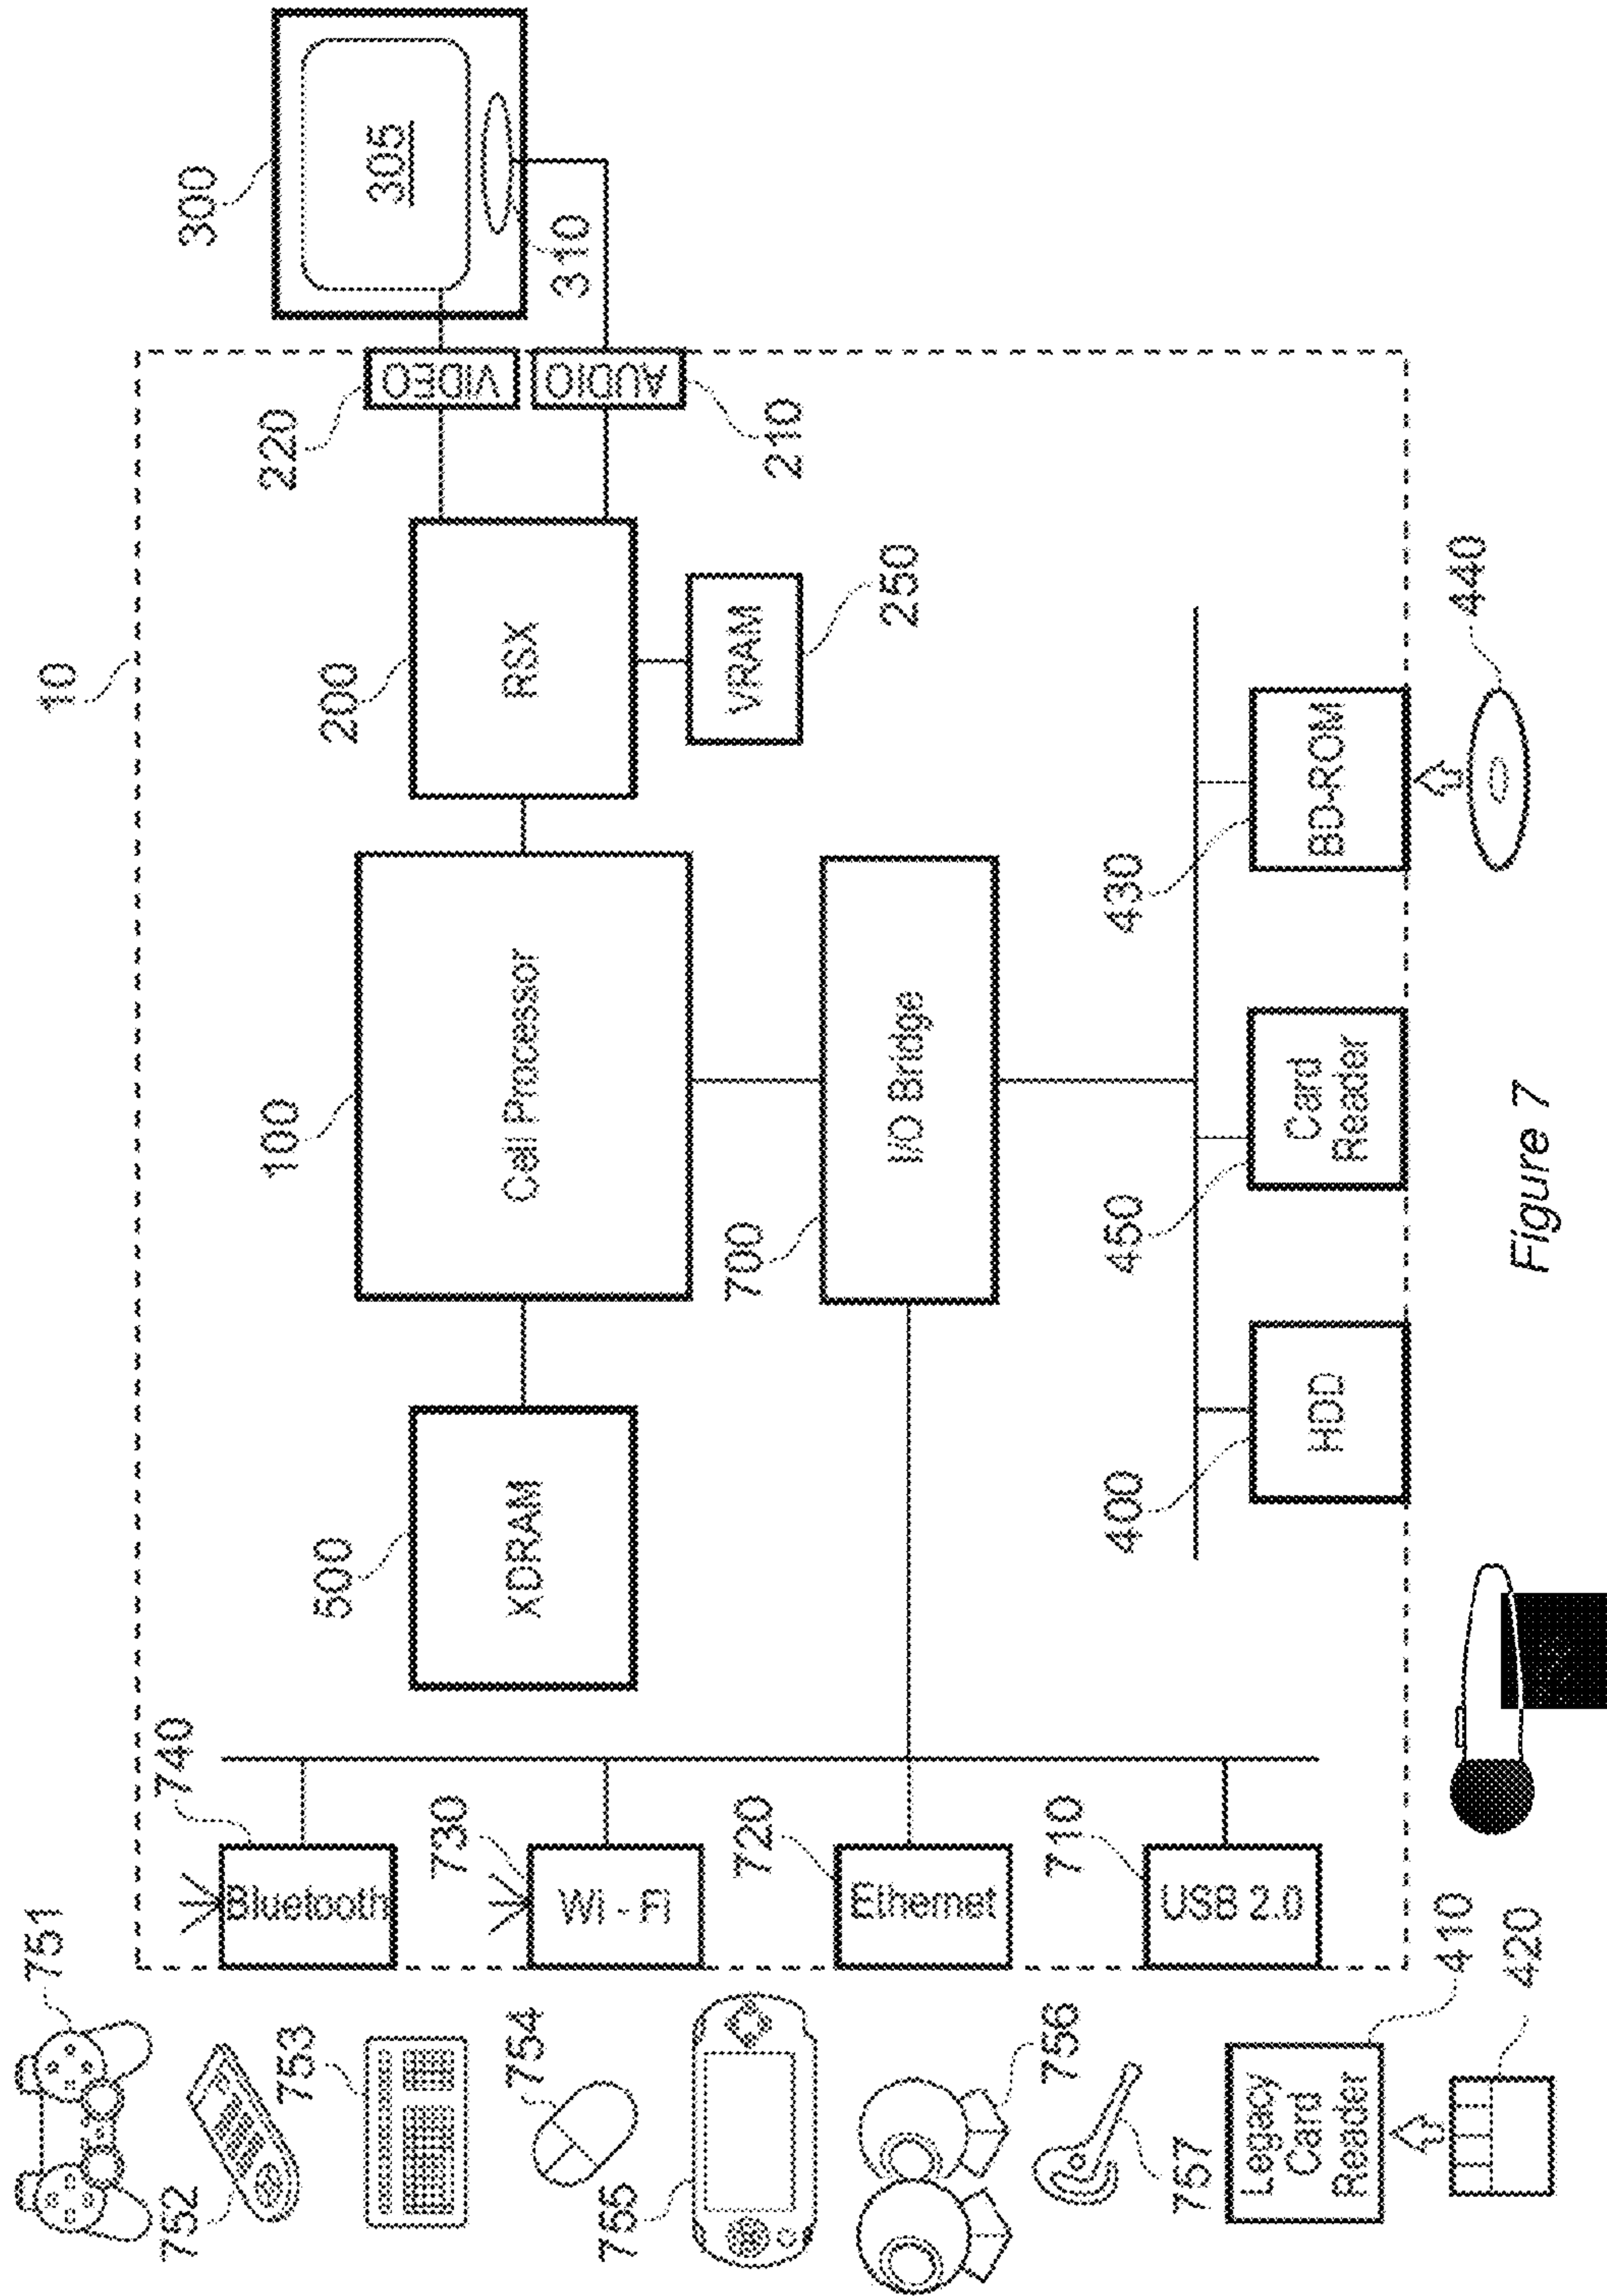 10
300
305
310
220
VIDEO
AUDIO
210
200
RSX
VRAM
250
100
Cell Processor
500
XDRAM
700
I/O Bridge
740
Bluetooth
730
Wi - Fi
720
Ethernet
710
USB 2.0
751
752
753
754
755
756
757
410
Legacy
Card
Reader
420
400
HDD
450
Card
Reader
430
BD-ROM
440
Figure 7